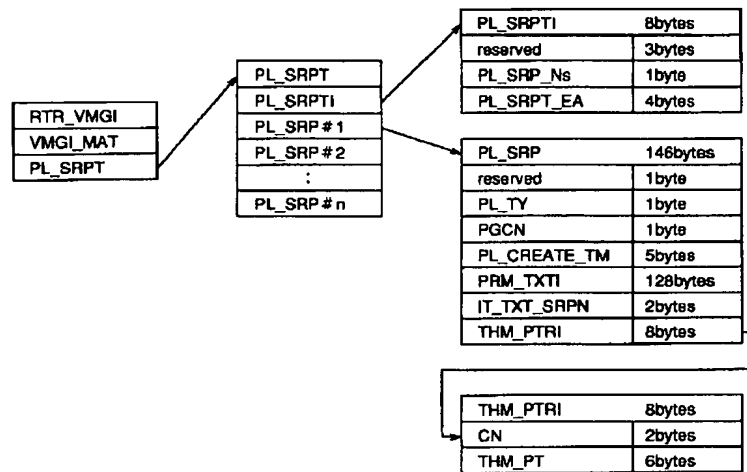 RTR_VMGI
VMGI_MAT
PL_SRPT
PL_SRPT
PL_SRPTI
PL_SRP#1
PL_SRP#2
:
PL_SRP#n
PL_SRPTI 8bytes
reserved 3bytes
PL_SRP_Ns 1byte
PL_SRPT_EA 4bytes
PL_SRP 146bytes
reserved 1byte
PL_TY 1byte
PGCN 1byte
PL_CREATE_TM 5bytes
PRM_TXTI 128bytes
IT_TXT_SRPN 2bytes
THM_PTRI 8bytes
THM_PTRI 8bytes
CN 2bytes
THM_PT 6bytes